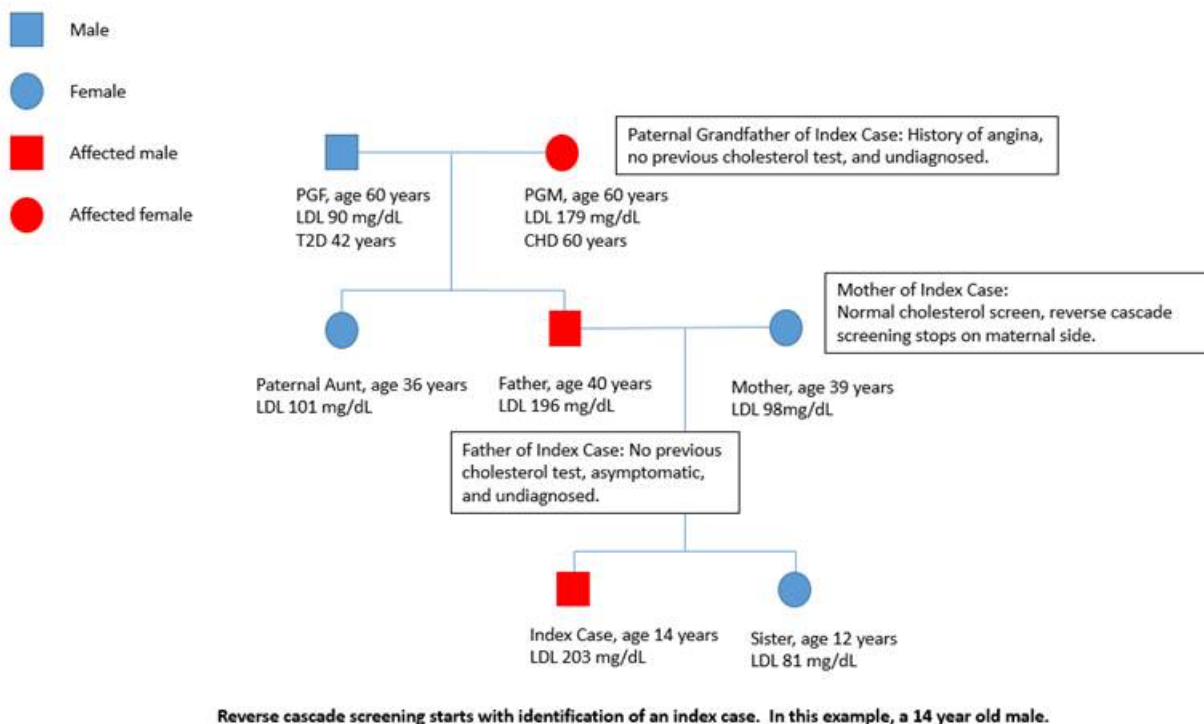 Male
Female
Affected male
Affected female
Paternal Grandfather of Index Case: History of angina,
no previous cholesterol test, and undiagnosed.
PGF, age 60 years
LDL 90 mg/dL
T2D 42 years
PGM, age 60 years
LDL 179 mg/dL
CHD 60 years
Mother of Index Case:
Normal cholesterol screen, reverse cascade
screening stops on maternal side.
Paternal Aunt, age 36 years
LDL 101 mg/dL
Father, age 40 years
LDL 196 mg/dL
Mother, age 39 years
LDL 98mg/dL
Father of Index Case: No previous
cholesterol test, asymptomatic,
and undiagnosed.
Index Case, age 14 years
LDL 203 mg/dL
Sister, age 12 years
LDL 81 mg/dL
Reverse cascade screening starts with identification of an index case. In this example, a 14 year old male.